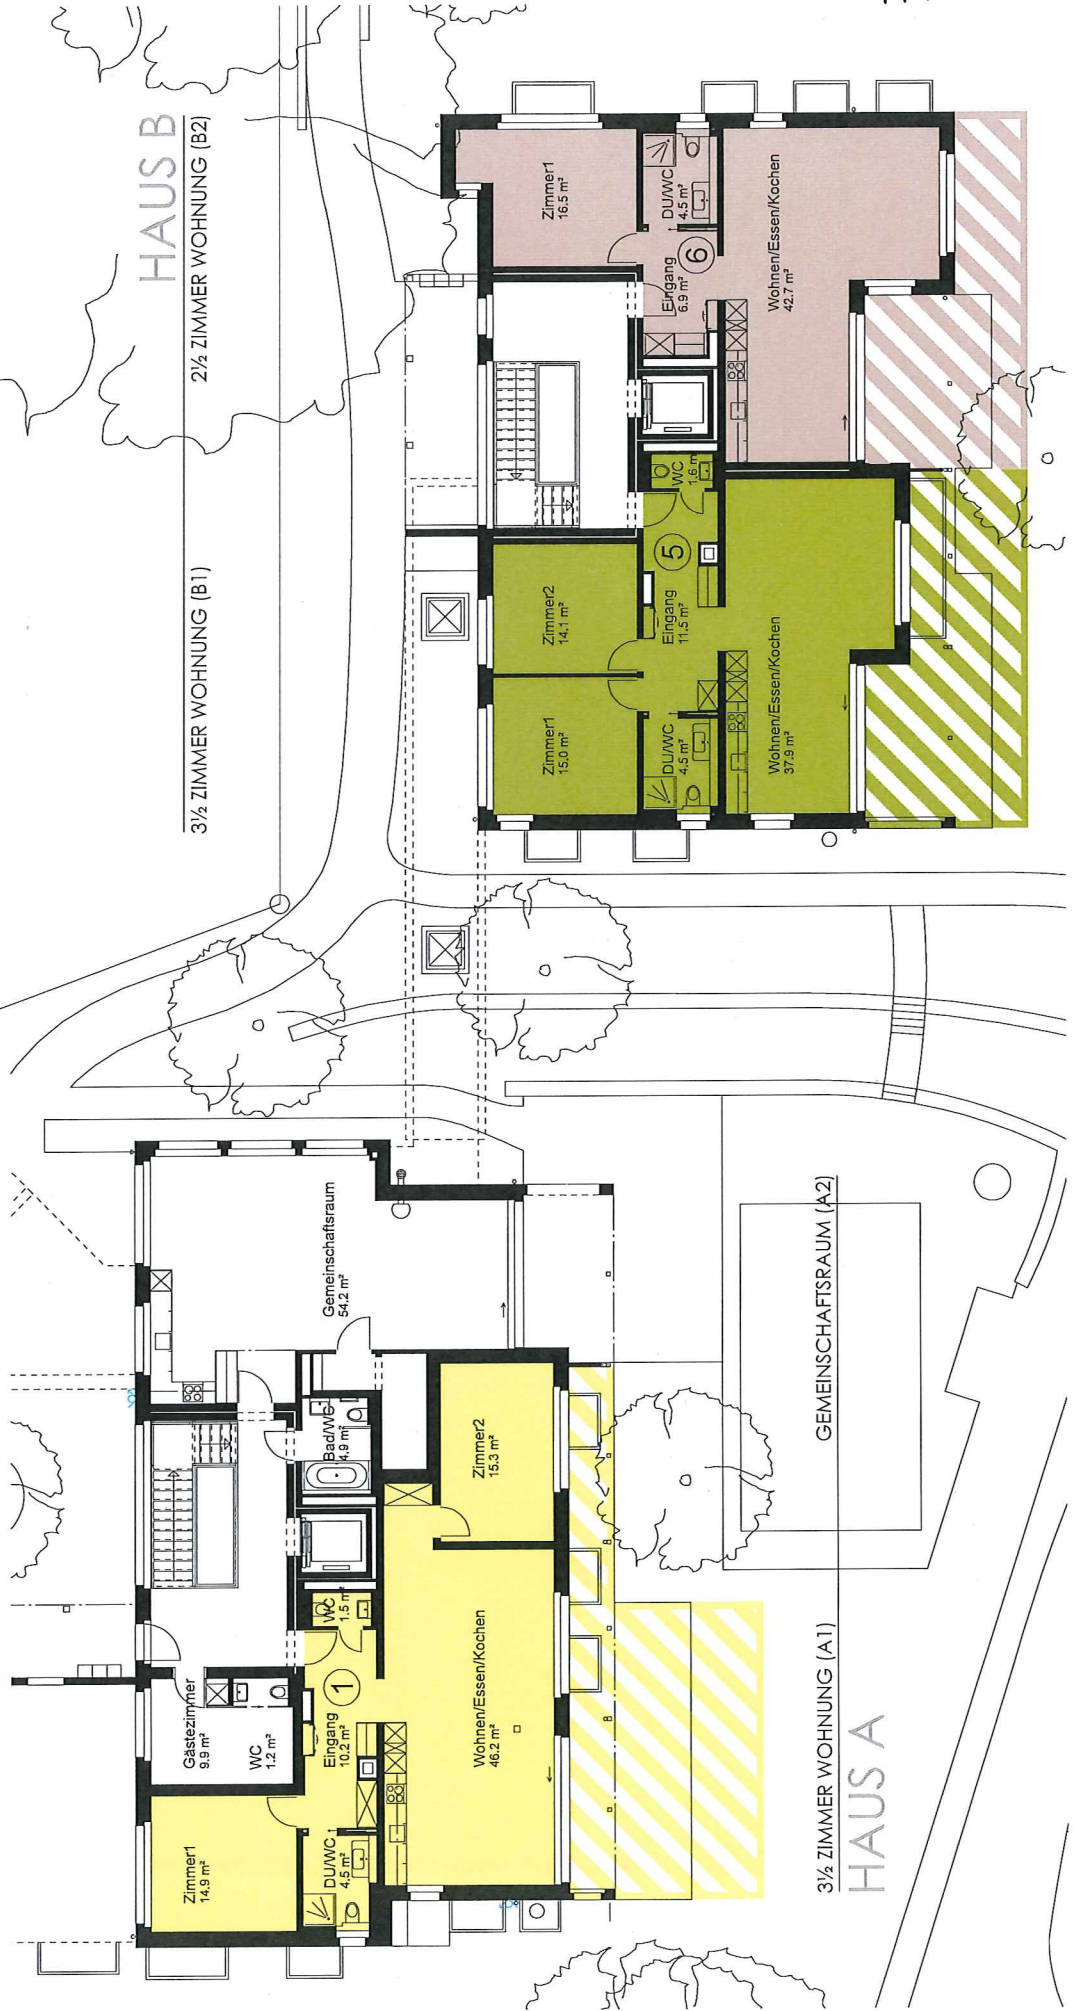 HAUS B
3½ ZIMMER WOHNUNG (B1)
2½ ZIMMER WOHNUNG (B2)
Zimmer1
16.5 m²
DU/WC
4.5 m²
Eingang
6.9 m²
6
Wohnen/Essen/Kochen
42.7 m²
WC
1.6 m
5
Eingang
11.5 m²
Zimmer2
14.1 m²
Zimmer1
15.0 m²
DU/WC
4.5 m²
Wohnen/Essen/Kochen
37.9 m²
Gemeinschaftsraum
54.2 m²
Bad/WC
4.9 m²
Zimmer2
15.3 m²
WC
1.5 m²
1
Eingang
10.2 m²
Gästezimmer
9.9 m²
WC
1.2 m²
Zimmer1
14.9 m²
DU/WC
4.5 m²
Wohnen/Essen/Kochen
46.2 m²
3½ ZIMMER WOHNUNG (A1)
GEMEINSCHAFTSRAUM (A2)
HAUS A